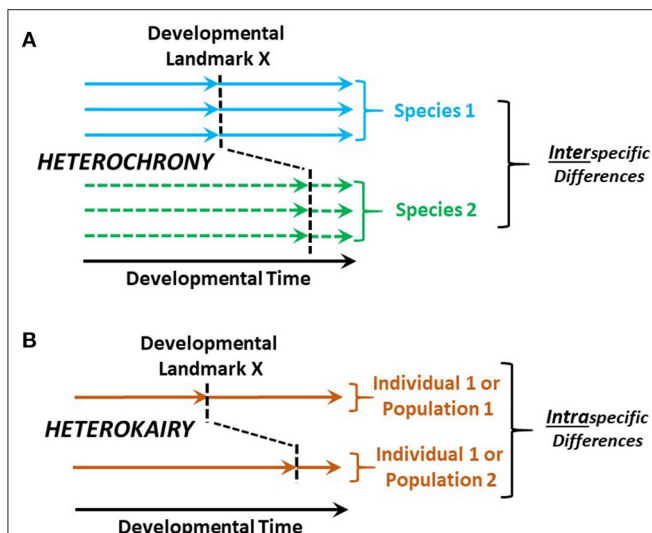 A
Developmental
Landmark X
Species 1
HETEROCHRONY
Interspecific
Differences
Species 2
Developmental Time
B
Developmental
Landmark X
Individual 1 or
Population 1
HETEROKAIRY
Intraspecific
Differences
Individual 1 or
Population 2
Developmental Time